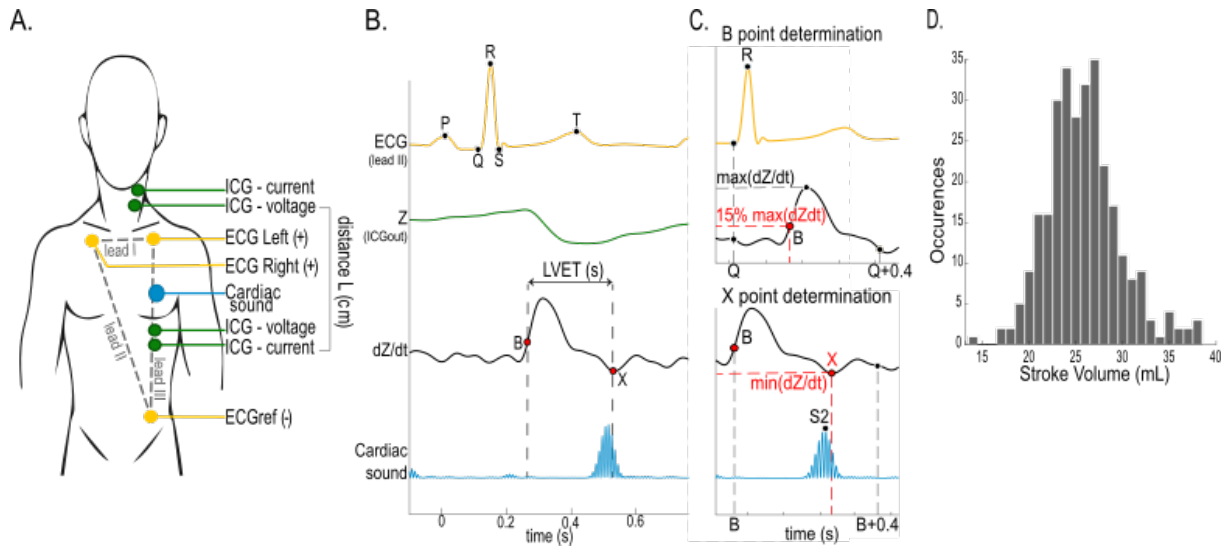 A.
ICG - current
ICG - voltage
ECG Left (+)
ECG Right (+)
Cardiac
sound
ICG - voltage
ICG - current
ECGref (-)
lead I
lead II
lead III
distance L (cm)
B.
R
P
T
Q
S
ECG
(lead II)
Z
(ICGout)
LVET (s)
B
dZ/dt
X
Cardiac
sound
0
0.2
0.4
0.6
time (s)
C.
B point determination
R
max(dZ/dt)
15% max(dZdt)
B
Q
Q+0.4
X point determination
B
X
min(dZ/dt)
S2
B
time (s)
B+0.4
D.
Occurences
35
30
25
20
15
10
5
0
15
20
25
30
35
40
Stroke Volume (mL)